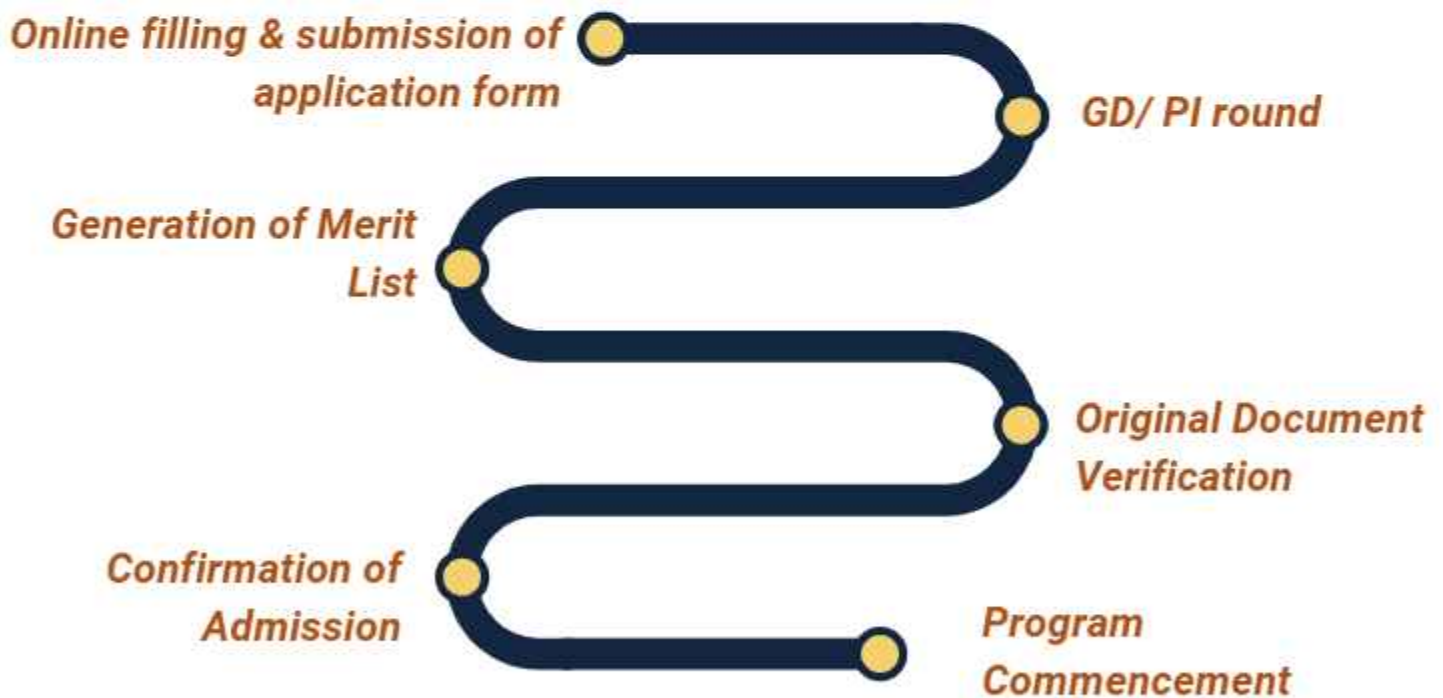 Online filling & submission of
application form
GD/ PI round
Generation of Merit
List
Original Document
Verification
Confirmation of
Admission
Program
Commencement